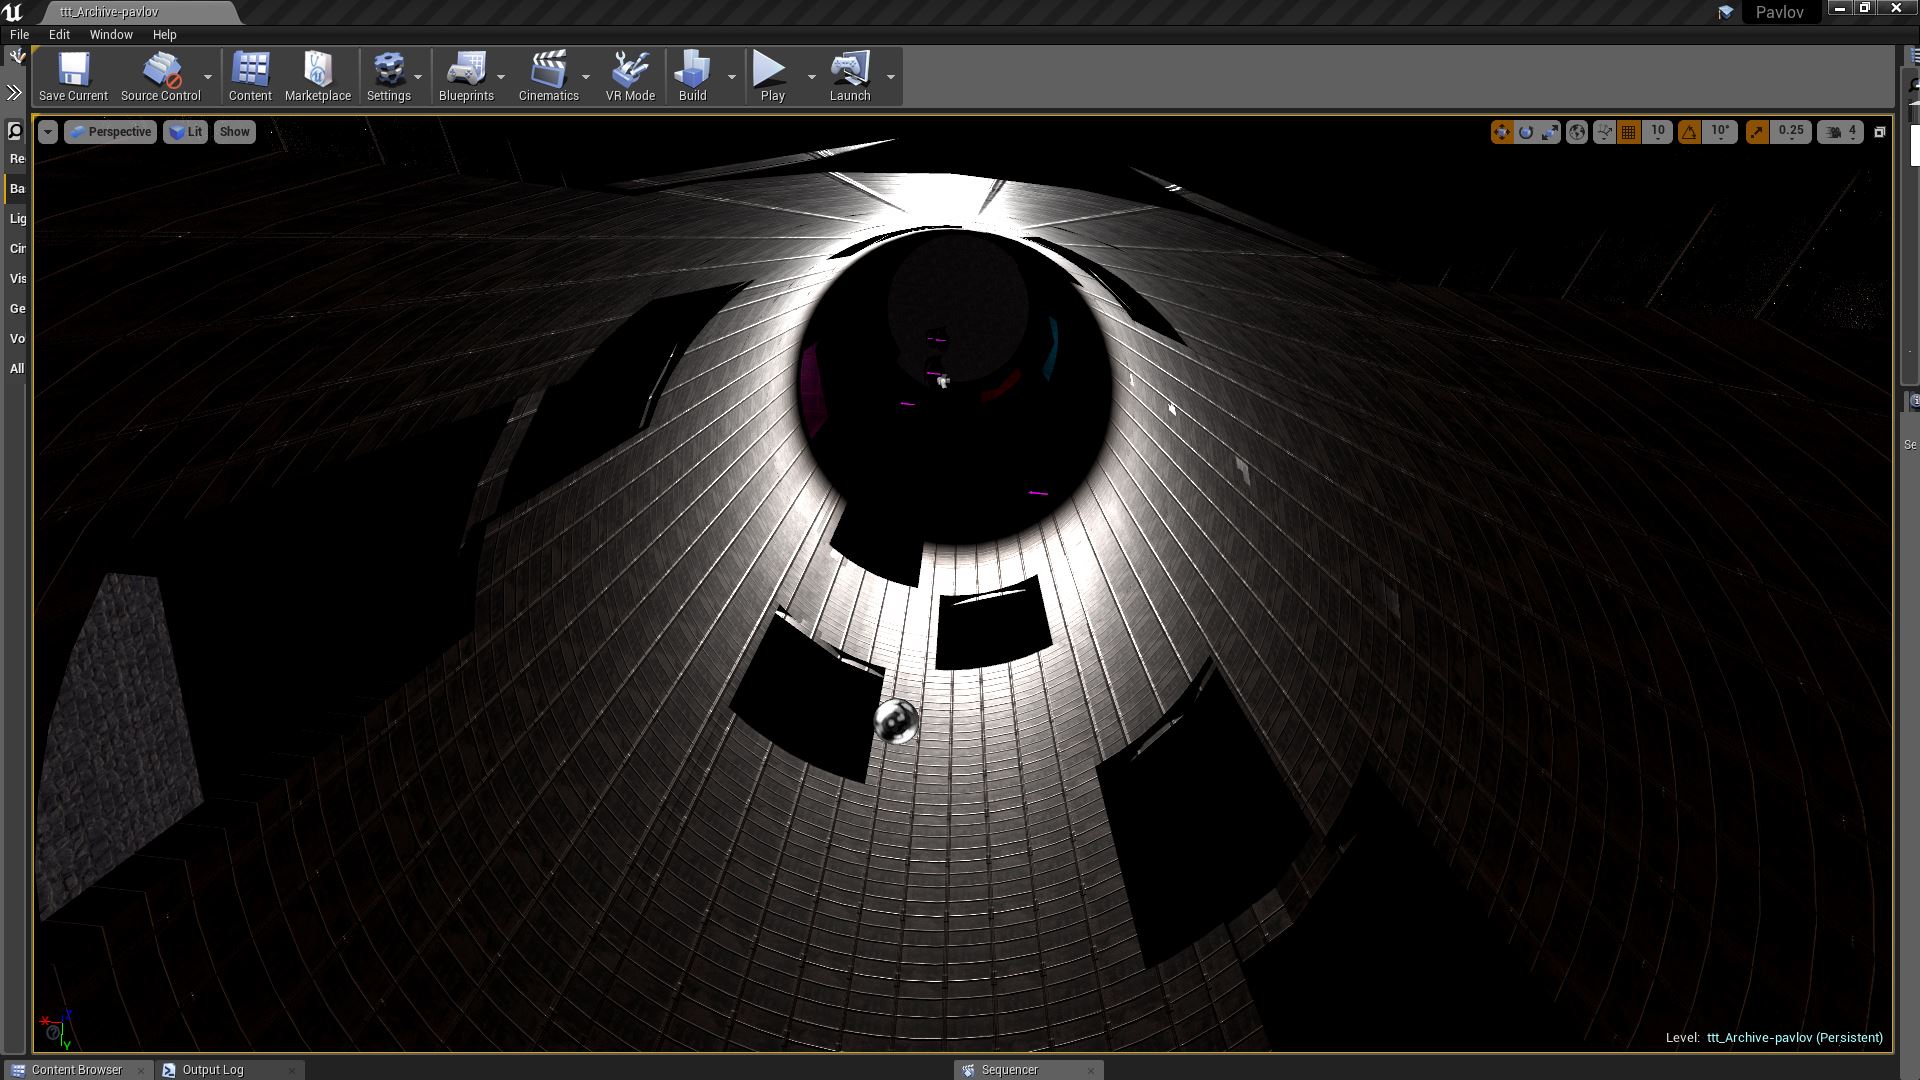 ttt_Archive-pavlov
Pavlov
File Edit Window Help
Save Current Source Control Content Marketplace Settings Blueprints Cinematics VR Mode Build Play Launch
Perspective Lit Show 10 10° 0.25 4
Re
Ba
Lig
Cin
Vis
Ge
Vo
All
Se
X
Y
Level: ttt_Archive-pavlov (Persistent)
Content Browser Output Log Sequencer